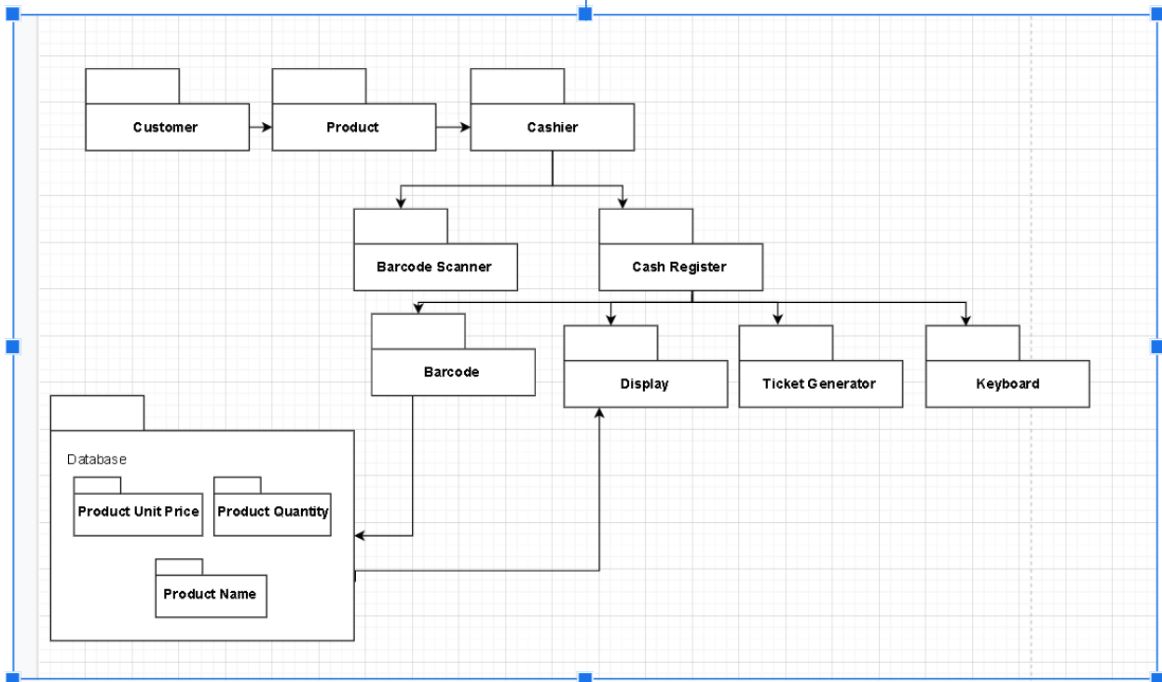 Customer
Product
Cashier
Barcode Scanner
Cash Register
Barcode
Display
Ticket Generator
Keyboard
Database
Product Unit Price
Product Quantity
Product Name